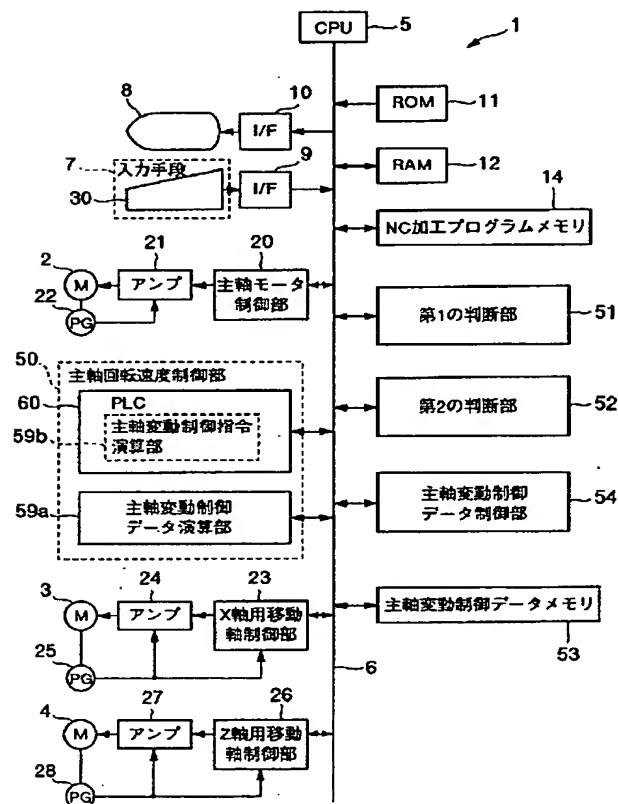 CPU
5
1
8
10
I/F
ROM
11
7
入力手段
9
30
I/F
RAM
12
14
NC加工プログラムメモリ
2
21
20
M
アンプ
主軸モータ
制御部
22
PG
第1の判断部
51
50
主軸回転速度制御部
60
PLC
59b
主軸変動制御指令
演算部
第2の判断部
52
59a
主軸変動制御
データ演算部
主軸変動制御
データ制御部
54
3
24
23
M
アンプ
X軸用移動
軸制御部
主軸変動制御データメモリ
53
25
PG
6
4
27
26
M
アンプ
Z軸用移動
軸制御部
28
PG